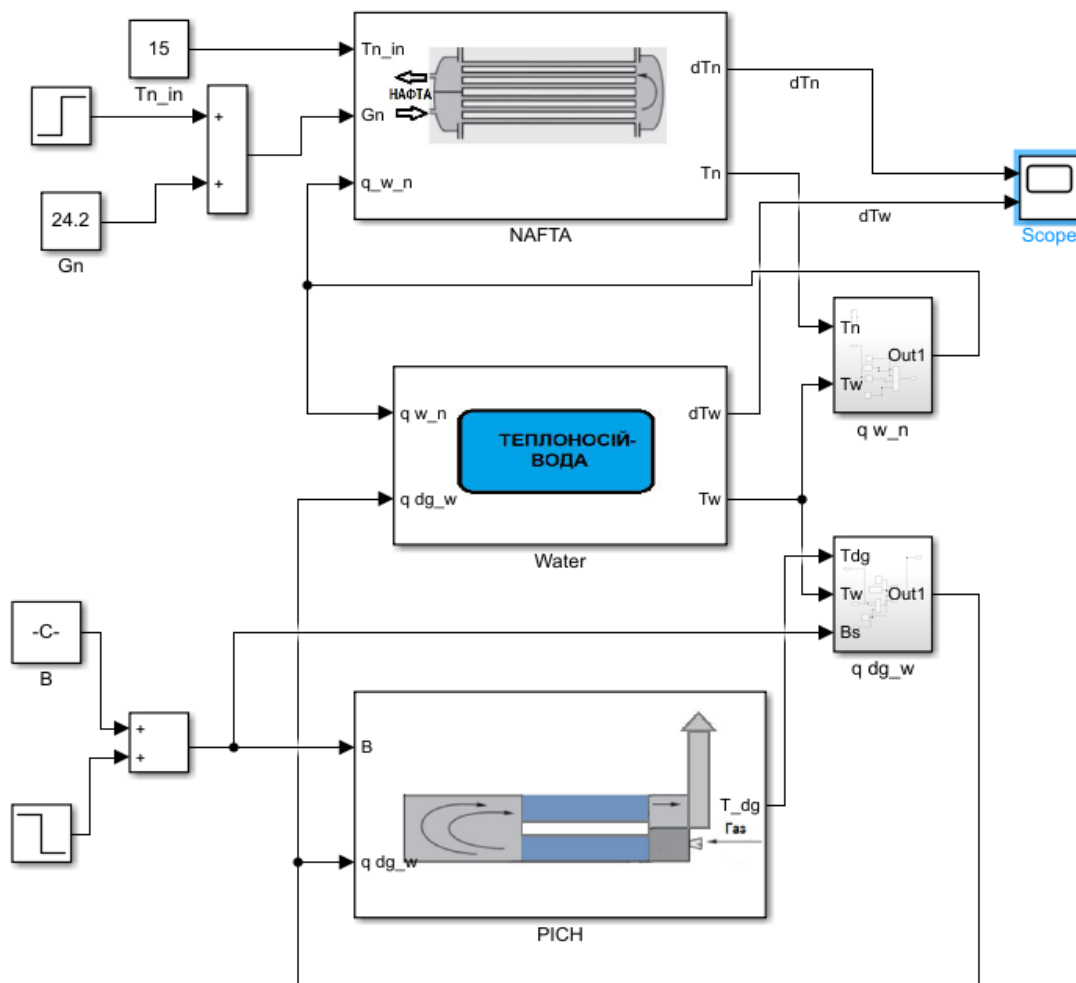 15
Tn_in
24.2
Gn
Tn_in
Gn
q_w_n
НАФТА
dTn
Tn
NAFTA
dTn
dTw
Scope
q w_n
q dg_w
ТЕПЛОНОСІЙ-
ВОДА
dTw
Tw
Water
Tn
Tw
Out1
q w_n
Tdg
Tw
Bs
Out1
q dg_w
-C-
B
B
q dg_w
T_dg
Газ
PICH